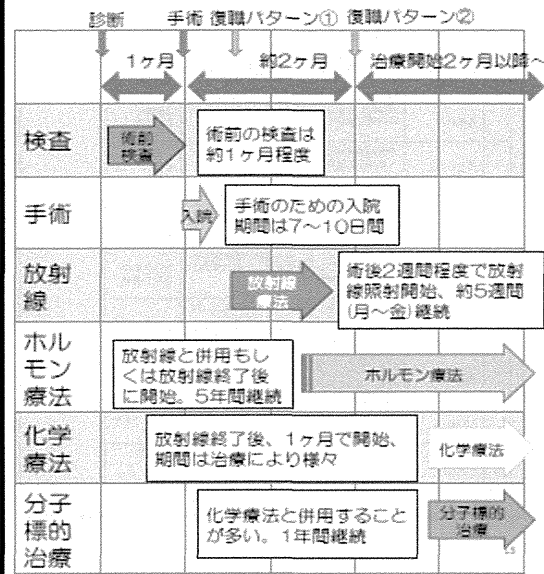 診断 手術 復職パターン① 復職パターン②
1ヶ月 約2ヶ月 治療開始2ヶ月以降~
検査
術前
検査
術前の検査は
約1ヶ月程度
手術
入院
手術のための入院
期間は7~10日間
放射
線
放射線
療法
術後2週間程度で放射
線照射開始、約5週間
(月~金)継続
ホル
モン
療法
放射線と併用もし
くは放射線終了後
に開始。5年間継続
ホルモン療法
化学
療法
放射線終了後、1ヶ月で開始、
期間は治療により様々
化学療法
分子
標的
治療
化学療法と併用すること
が多い。1年間継続
分子標的
治療